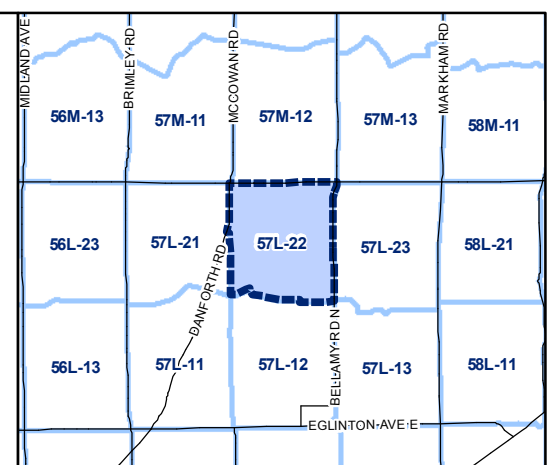 MIDLAND AVE
BRIMLEY RD
MCCOWAN RD
MARKHAM RD
56M-13
57M-11
57M-12
57M-13
58M-11
56L-23
57L-21
57L-22
57L-23
58L-21
DANFORTH RD
BELLAMY RD N
56L-13
57L-11
57L-12
57L-13
58L-11
EGLINTON AVE E